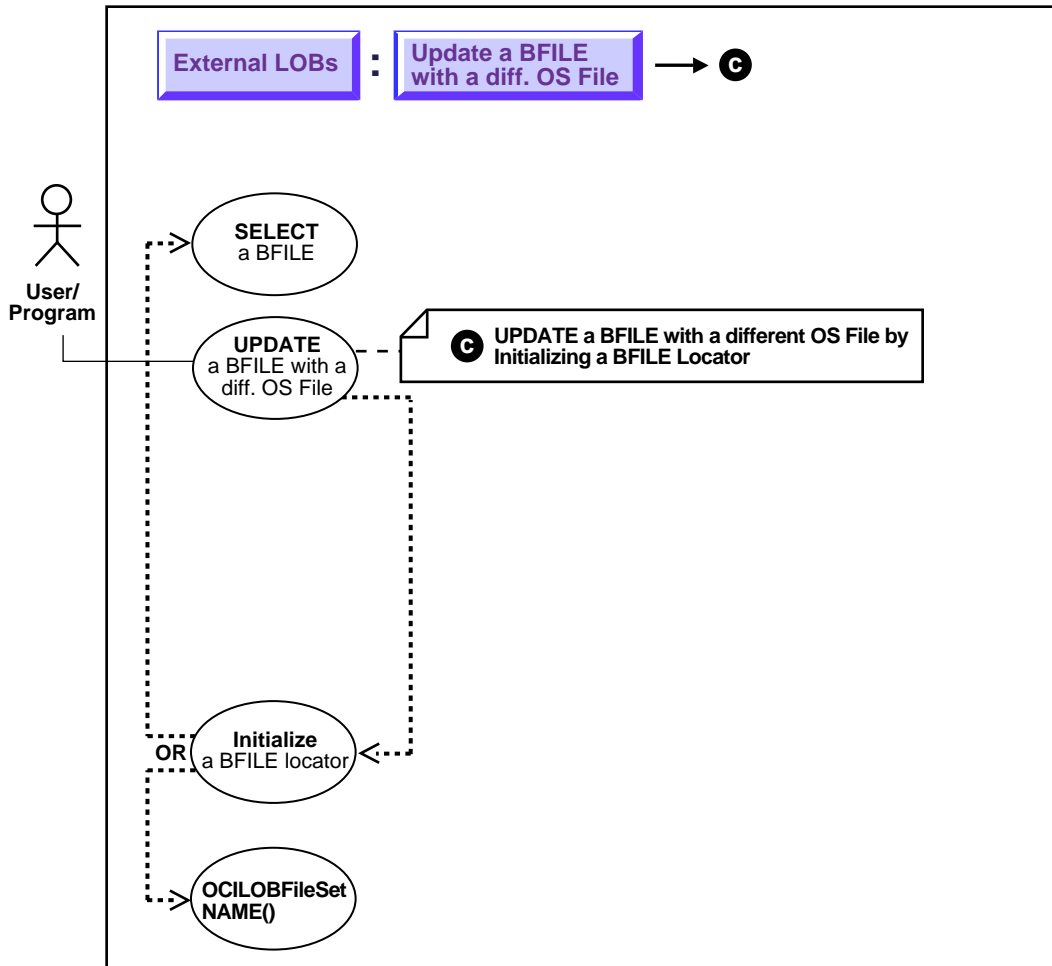 External LOBs : Update a BFILE
with a diff. OS File
C
SELECT
a BFILE
User/
Program
UPDATE
a BFILE with a
diff. OS File
C UPDATE a BFILE with a different OS File by
Initializing a BFILE Locator
OR
Initialize
a BFILE locator
OCILOBFileSet
NAME()